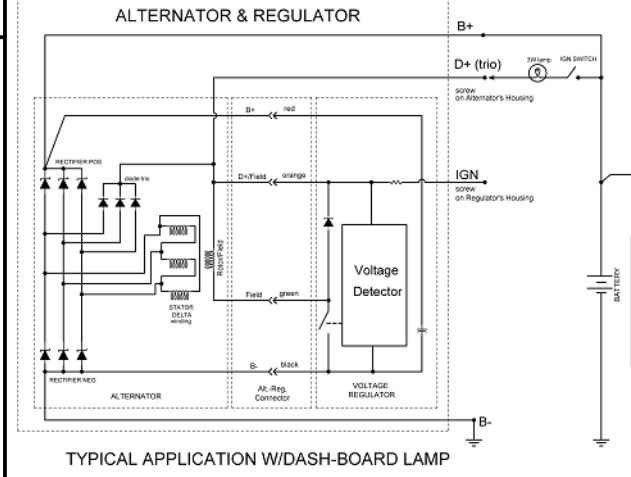 ALTERNATOR & REGULATOR
B+
D+ (trio)
3W lamp
IGN SWITCH
screw
on Alternator's Housing
B+
red
RECTIFIER POS
diode trio
D+/Field
orange
IGN
screw
on Regulator's Housing
Rotor/Field
Voltage
Detector
BATTERY
Field
green
STATOR
DELTA
winding
B-
black
RECTIFIER NEG
ALTERNATOR
Alt.-Reg.
Connector
VOLTAGE
REGULATOR
B-
TYPICAL APPLICATION W/DASH-BOARD LAMP